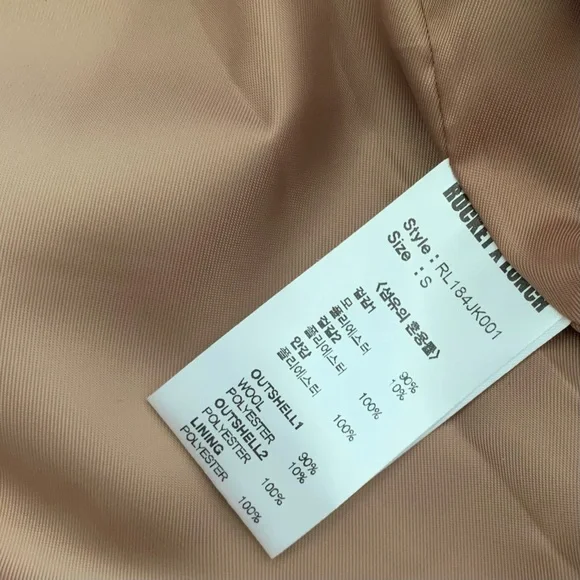 ROCKET X LUNCH
Style : RL184JK001
Size : S
<섬유의 혼용률>
겉감1
모 90%
폴리에스터 10%
겉감2
폴리에스터 100%
안감
폴리에스터 100%
OUTSHELL1
WOOL 90%
POLYESTER 10%
OUTSHELL2
POLYESTER 100%
LINING
POLYESTER 100%